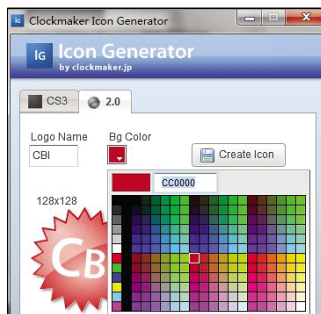 IG Clockmaker Icon Generator
IG Icon Generator
by clockmaker.jp
CS3 2.0
Logo Name Bg Color
CBI Create Icon
CC0000
128x128
CB